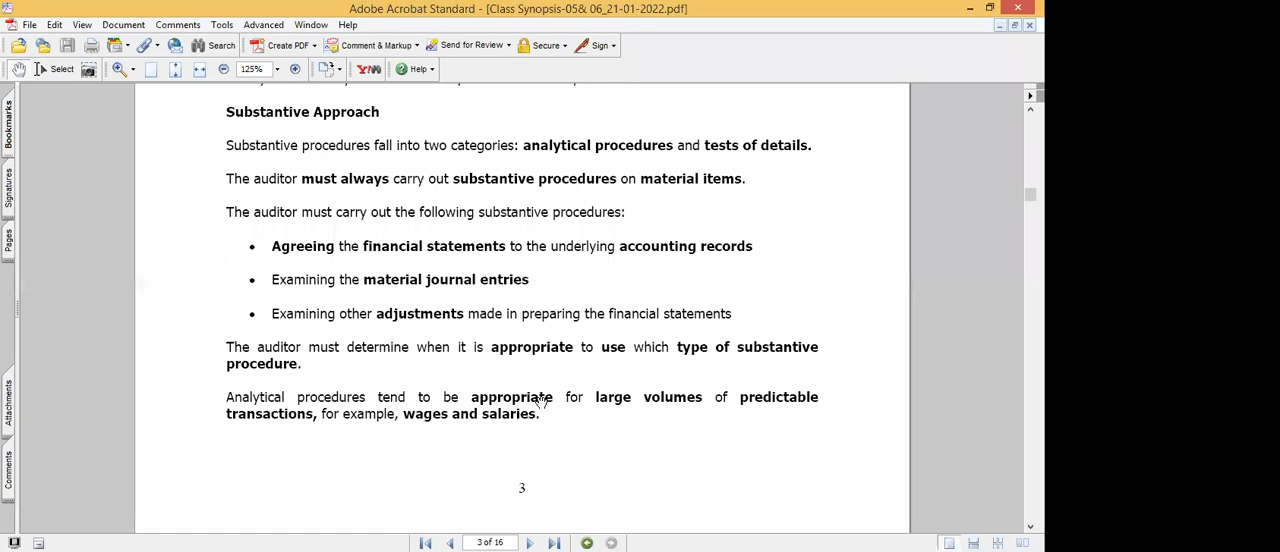 Adobe Acrobat Standard - [Class Synopsis-05& 06_21-01-2022.pdf]
File Edit View Document Comments Tools Advanced Window Help
Search Create PDF Comment & Markup Send for Review Secure Sign
Select 125% Y! Help
Bookmarks
Signatures
Pages
Attachments
Comments
Substantive Approach
Substantive procedures fall into two categories: analytical procedures and tests of details.
The auditor must always carry out substantive procedures on material items.
The auditor must carry out the following substantive procedures:
• Agreeing the financial statements to the underlying accounting records
• Examining the material journal entries
• Examining other adjustments made in preparing the financial statements
The auditor must determine when it is appropriate to use which type of substantive
procedure.
Analytical procedures tend to be appropriate for large volumes of predictable
transactions, for example, wages and salaries.
3
3 of 16